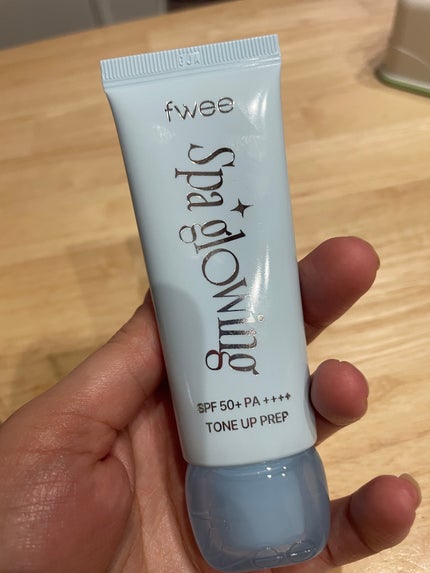 fwee
Spa glowing
SPF 50+ PA ++++
TONE UP PREP